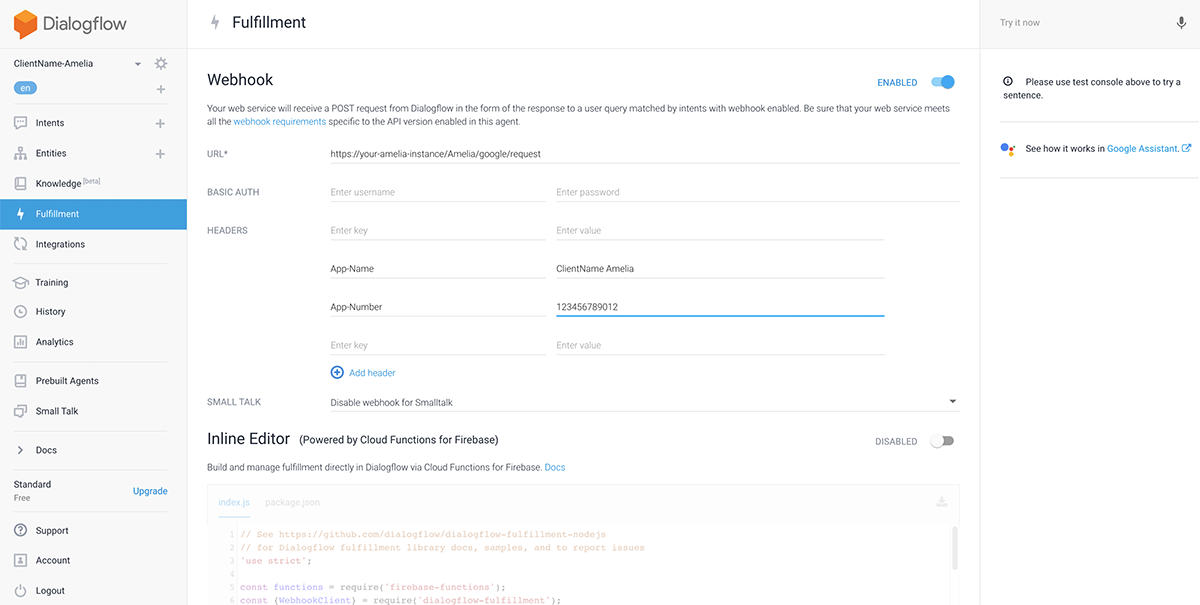 Dialogflow
ClientName-Amelia
en
Intents
Entities
Knowledge [beta]
Fulfillment
Integrations
Training
History
Analytics
Prebuilt Agents
Small Talk
Docs
Standard
Free
Upgrade
Support
Account
Logout
Fulfillment
Webhook
ENABLED
Your web service will receive a POST request from Dialogflow in the form of the response to a user query matched by intents with webhook enabled. Be sure that your web service meets
all the webhook requirements specific to the API version enabled in this agent.
URL* https://your-amelia-instance/Amelia/google/request
BASIC AUTH Enter username Enter password
HEADERS Enter key Enter value
App-Name ClientName Amelia
App-Number 123456789012
Enter key Enter value
Add header
SMALL TALK Disable webhook for Smalltalk
Inline Editor (Powered by Cloud Functions for Firebase) DISABLED
Build and manage fulfillment directly in Dialogflow via Cloud Functions for Firebase. Docs
index.js package.json
1 // See https://github.com/dialogflow/dialogflow-fulfillment-nodejs
2 // for Dialogflow fulfillment library docs, samples, and to report issues
3 'use strict';
4
5 const functions = require('firebase-functions');
6 const {WebhookClient} = require('dialogflow-fulfillment');
Try it now
Please use test console above to try a
sentence.
See how it works in Google Assistant.